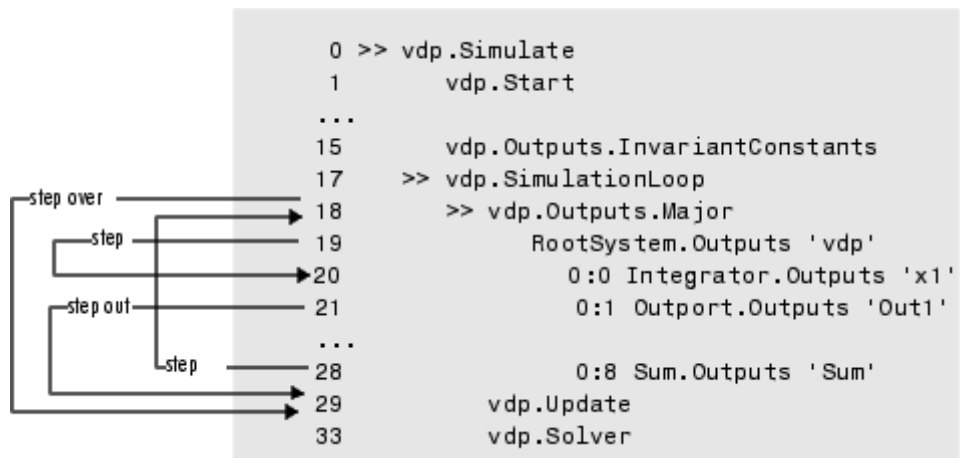 0 >> vdp.Simulate
1 vdp.Start
...
15 vdp.Outputs.InvariantConstants
17 >> vdp.SimulationLoop
step over
18 >> vdp.Outputs.Major
step
19 RootSystem.Outputs 'vdp'
20 0:0 Integrator.Outputs 'x1'
step out
21 0:1 Outport.Outputs 'Out1'
...
step
28 0:8 Sum.Outputs 'Sum'
29 vdp.Update
33 vdp.Solver